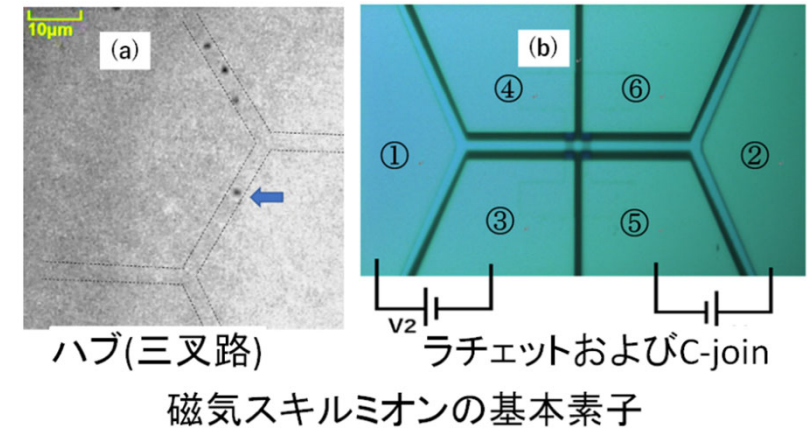 10μm
(a)
(b)
④ ⑥
① ②
③ ⑤
V2
ハブ(三叉路)
ラチェットおよびC-join
磁気スキルミオンの基本素子